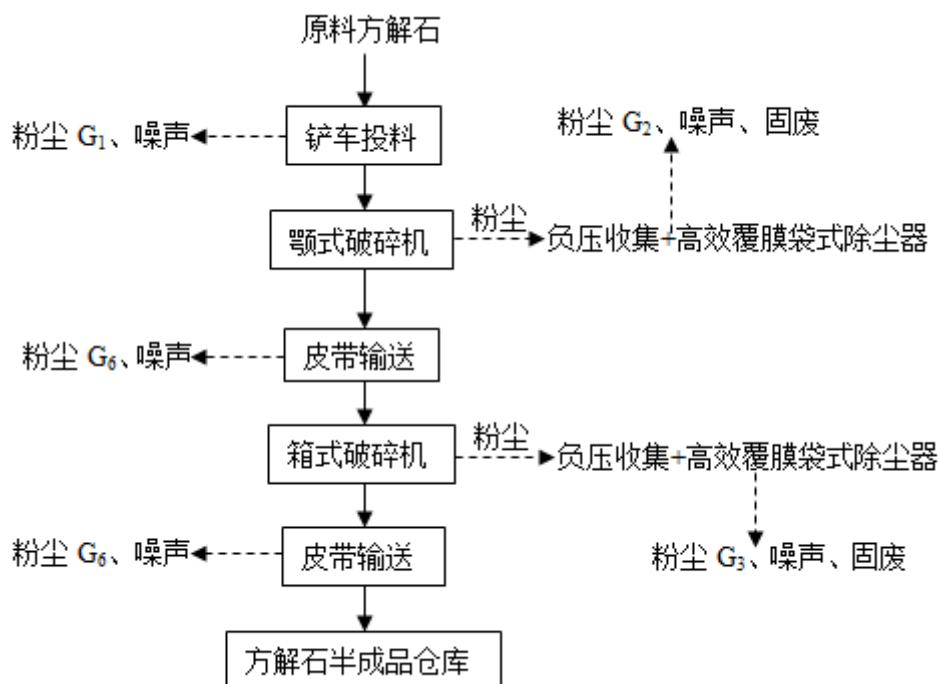 原料方解石
粉尘 G₁、噪声
铲车投料
粉尘 G₂、噪声、固废
颚式破碎机
粉尘
负压收集+高效覆膜袋式除尘器
粉尘 G₆、噪声
皮带输送
箱式破碎机
粉尘
负压收集+高效覆膜袋式除尘器
粉尘 G₆、噪声
皮带输送
粉尘 G₃、噪声、固废
方解石半成品仓库